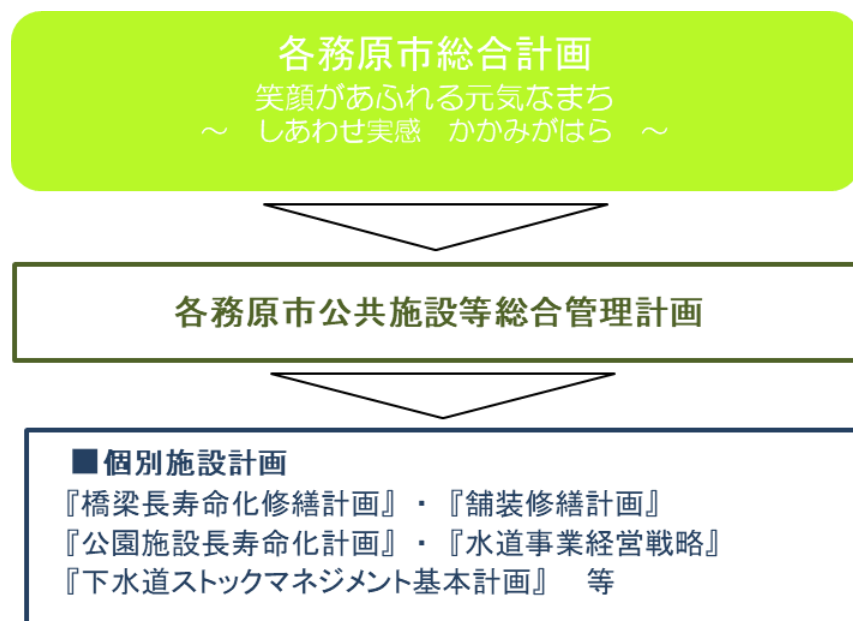 各務原市総合計画
笑顔があふれる元気なまち
～　しあわせ実感　かかみがはら　～
各務原市公共施設等総合管理計画
■個別施設計画
『橋梁長寿命化修繕計画』・『舗装修繕計画』
『公園施設長寿命化計画』・『水道事業経営戦略』
『下水道ストックマネジメント基本計画』　等